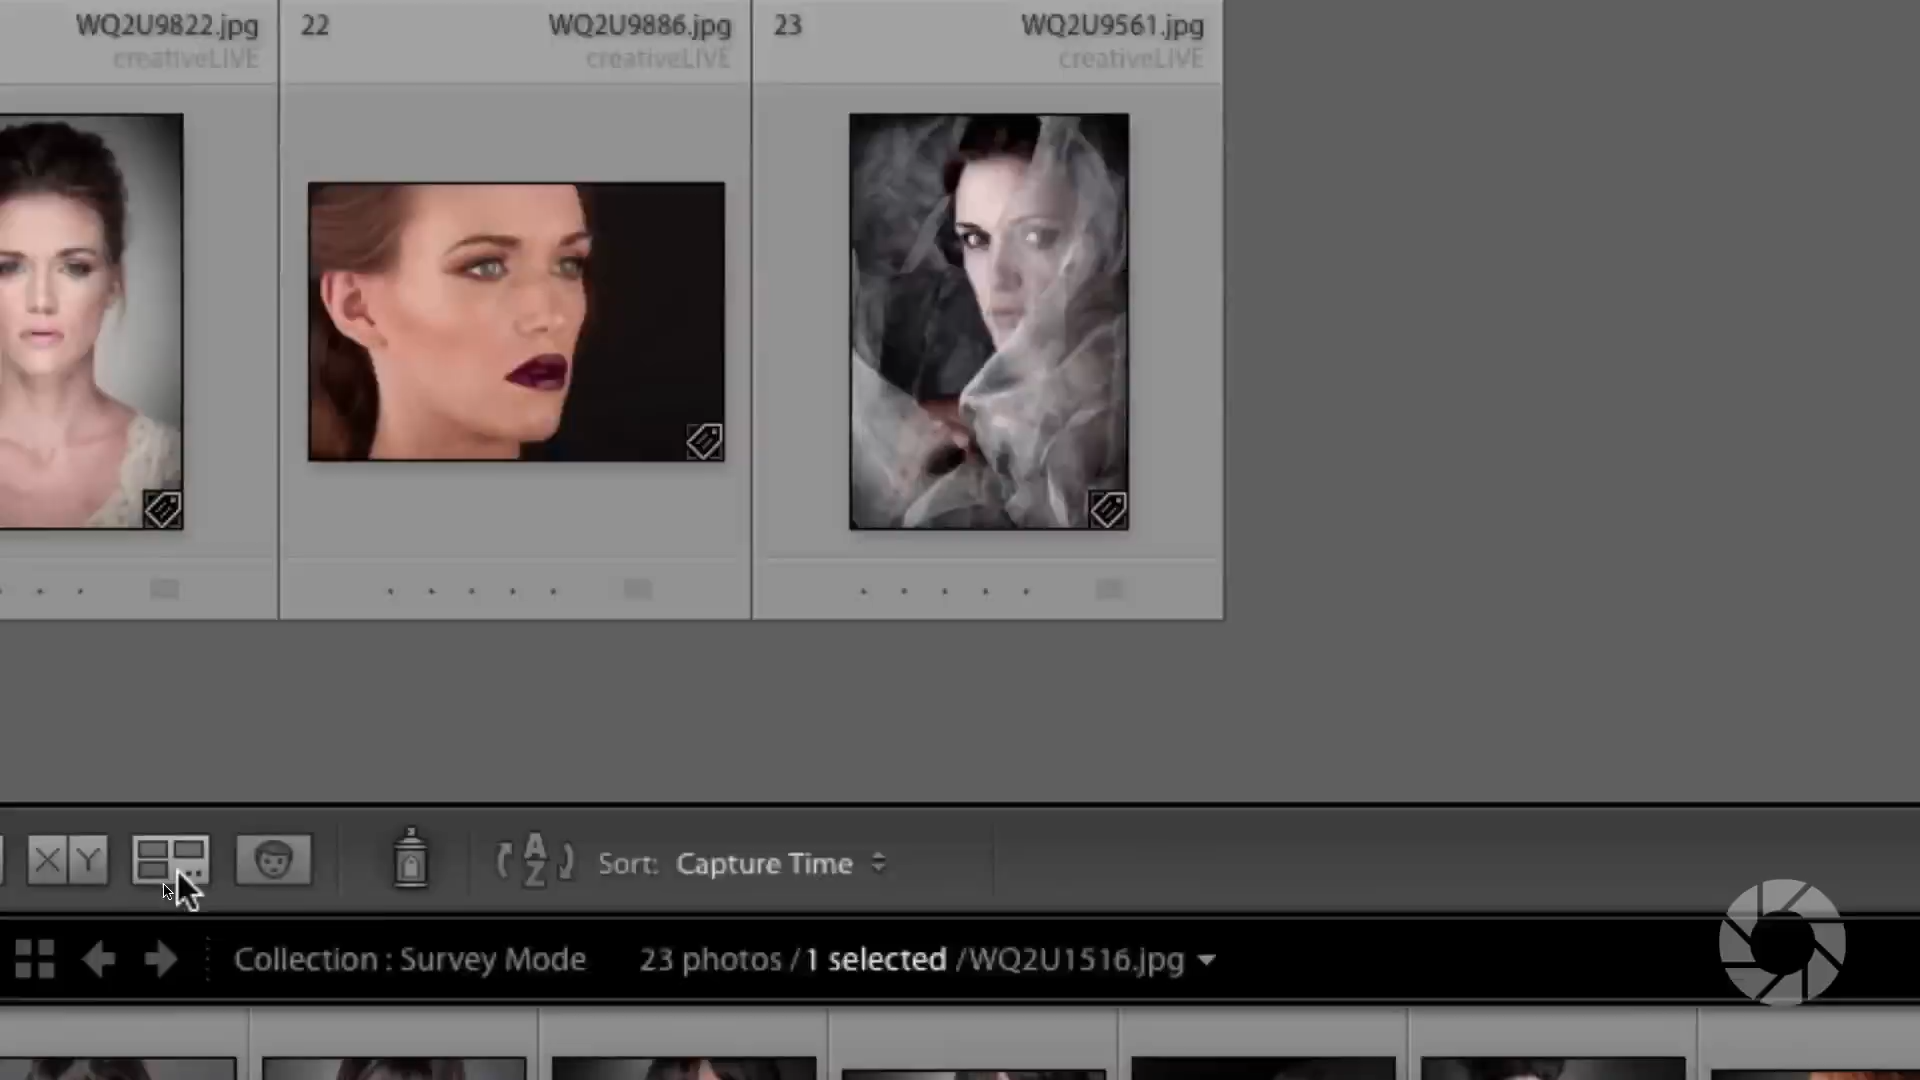 WQ2U9822.jpg
creativeLIVE
22
WQ2U9886.jpg
creativeLIVE
23
WQ2U9561.jpg
creativeLIVE
X Y
A
Z
Sort: Capture Time
Collection : Survey Mode
23 photos / 1 selected /WQ2U1516.jpg